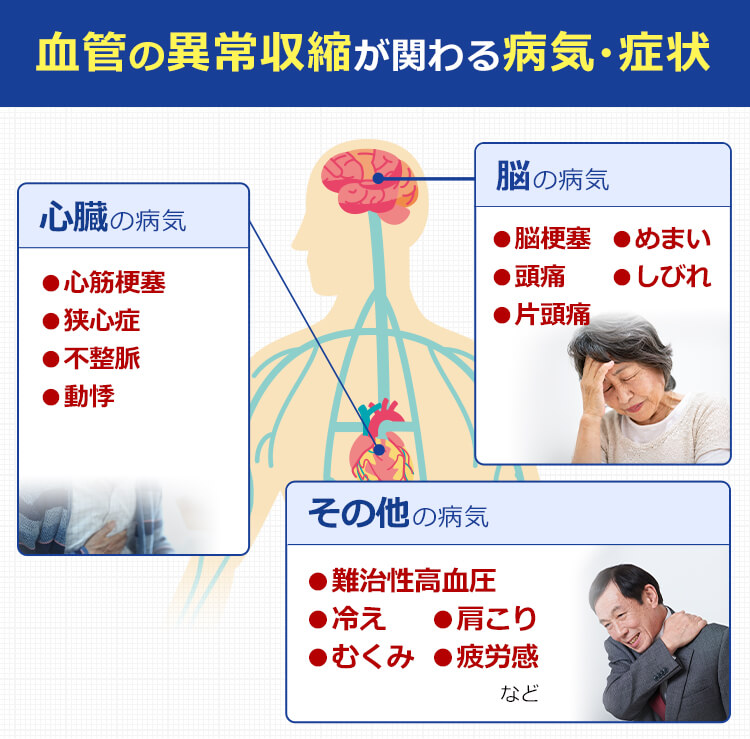 血管の異常収縮が関わる病気・症状
心臓の病気
●心筋梗塞
●狭心症
●不整脈
●動悸
脳の病気
●脳梗塞 ●めまい
●頭痛 ●しびれ
●片頭痛
その他の病気
●難治性高血圧
●冷え ●肩こり
●むくみ ●疲労感
など